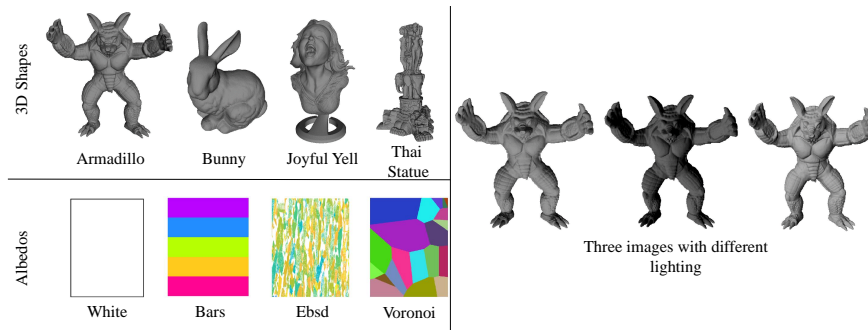 3D Shapes
Armadillo
Bunny
Joyful Yell
Thai
Statue
Albedos
White
Bars
Ebsd
Voronoi
Three images with different
lighting